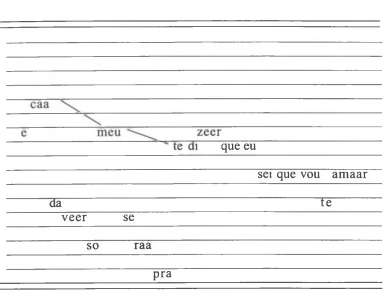 caa
e meu zeer
te di que eu
sei que vou amaar
da te
veer se
so raa
pra